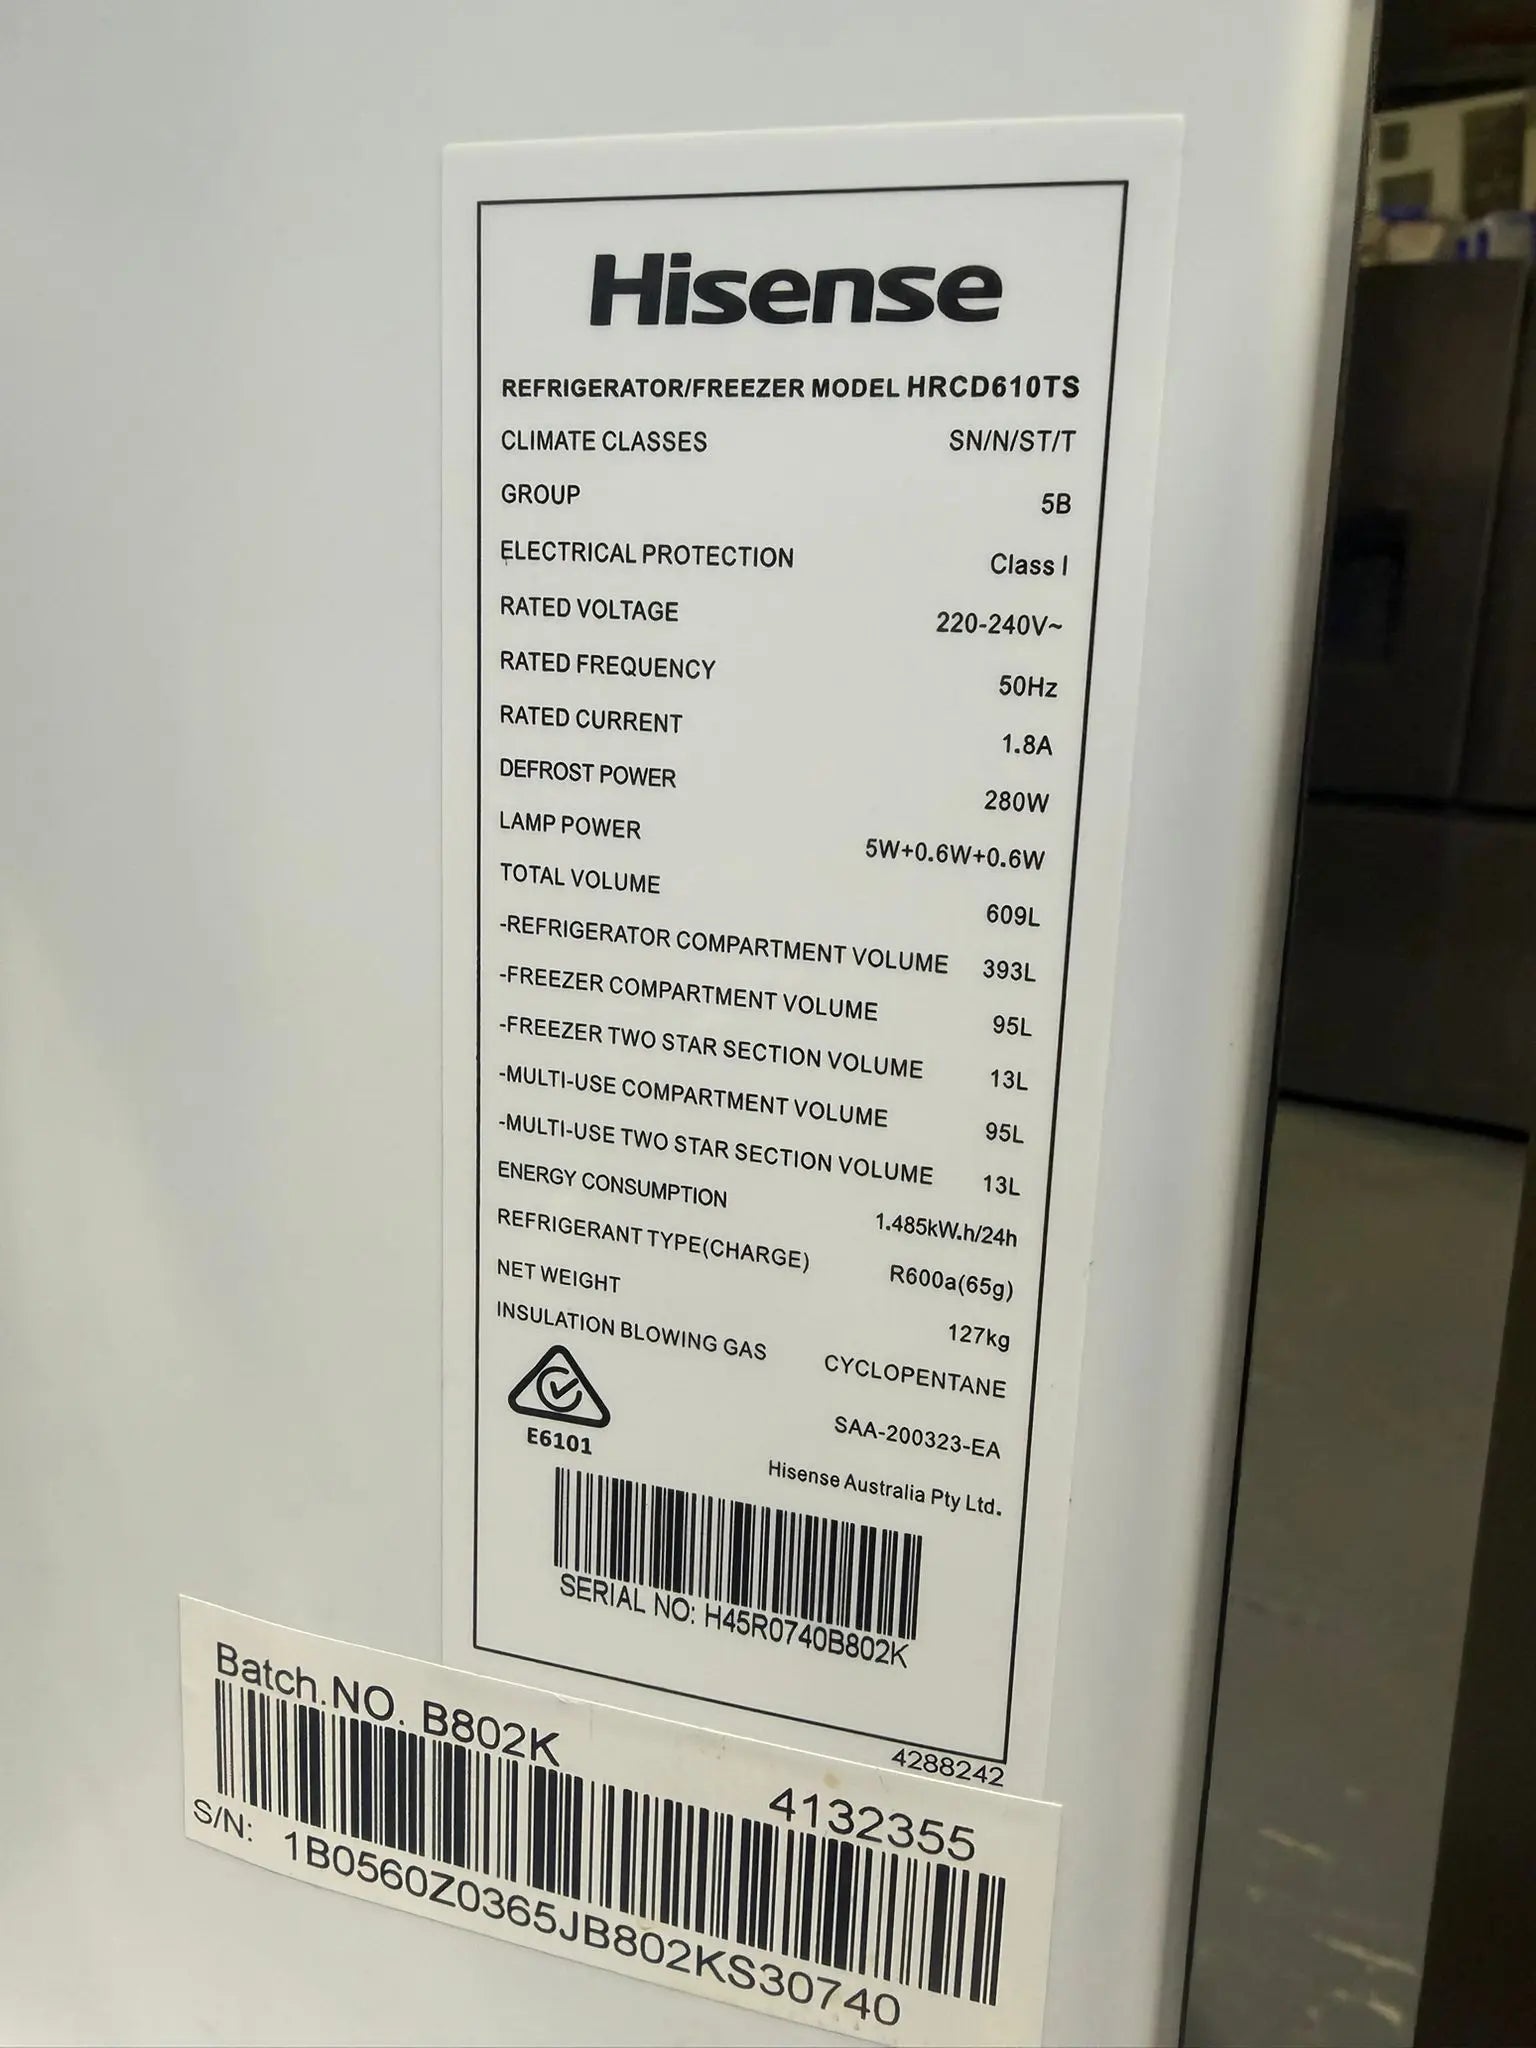 Hisense
REFRIGERATOR/FREEZER MODEL HRCD610TS
CLIMATE CLASSES SN/N/ST/T
GROUP 5B
ELECTRICAL PROTECTION Class I
RATED VOLTAGE 220-240V~
RATED FREQUENCY 50Hz
RATED CURRENT 1.8A
DEFROST POWER 280W
LAMP POWER 5W+0.6W+0.6W
TOTAL VOLUME 609L
-REFRIGERATOR COMPARTMENT VOLUME 393L
-FREEZER COMPARTMENT VOLUME 95L
-FREEZER TWO STAR SECTION VOLUME 13L
-MULTI-USE COMPARTMENT VOLUME 95L
-MULTI-USE TWO STAR SECTION VOLUME 13L
ENERGY CONSUMPTION 1.485kW.h/24h
REFRIGERANT TYPE(CHARGE) R600a(65g)
NET WEIGHT 127kg
INSULATION BLOWING GAS CYCLOPENTANE
E6101
SAA-200323-EA
Hisense Australia Pty Ltd.
SERIAL NO: H45R0740B802K
4288242
Batch.NO. B802K
4132355
S/N: 1B0560Z0365JB802KS30740